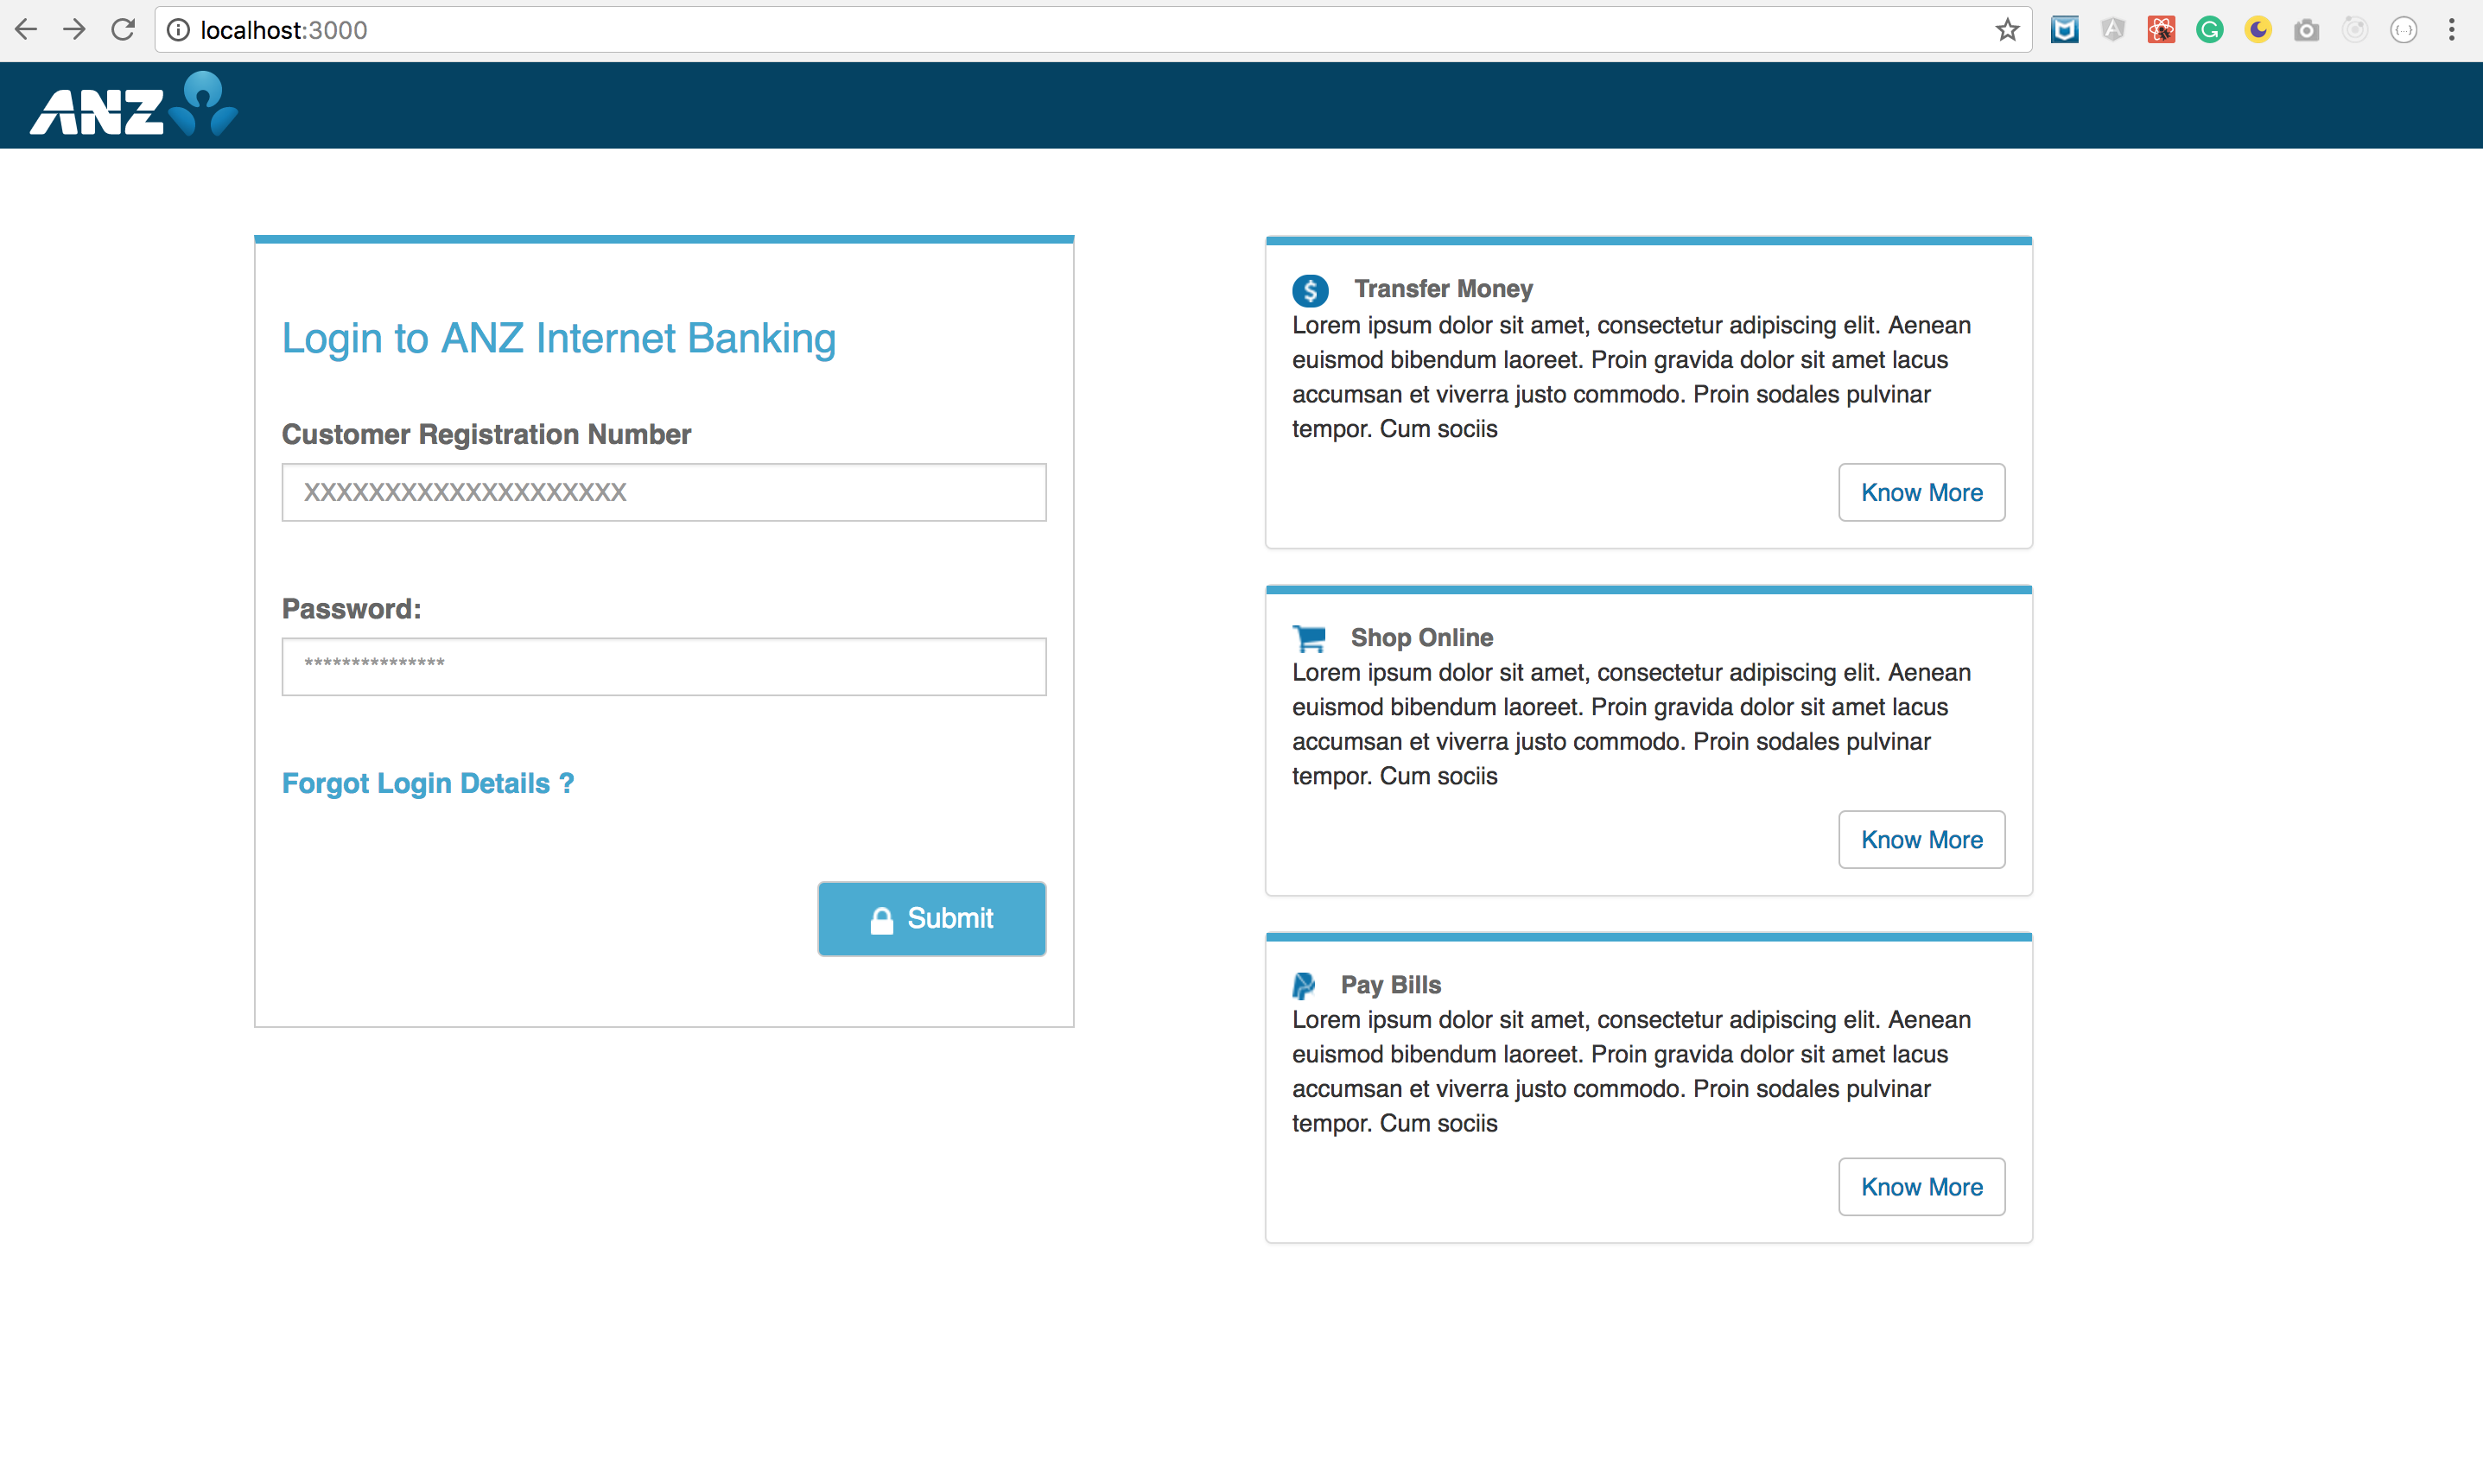 localhost:3000
ANZ
Login to ANZ Internet Banking
Customer Registration Number
XXXXXXXXXXXXXXXXXXXX
Password:
***************
Forgot Login Details ?
Submit
$ Transfer Money
Lorem ipsum dolor sit amet, consectetur adipiscing elit. Aenean
euismod bibendum laoreet. Proin gravida dolor sit amet lacus
accumsan et viverra justo commodo. Proin sodales pulvinar
tempor. Cum sociis
Know More
Shop Online
Lorem ipsum dolor sit amet, consectetur adipiscing elit. Aenean
euismod bibendum laoreet. Proin gravida dolor sit amet lacus
accumsan et viverra justo commodo. Proin sodales pulvinar
tempor. Cum sociis
Know More
Pay Bills
Lorem ipsum dolor sit amet, consectetur adipiscing elit. Aenean
euismod bibendum laoreet. Proin gravida dolor sit amet lacus
accumsan et viverra justo commodo. Proin sodales pulvinar
tempor. Cum sociis
Know More